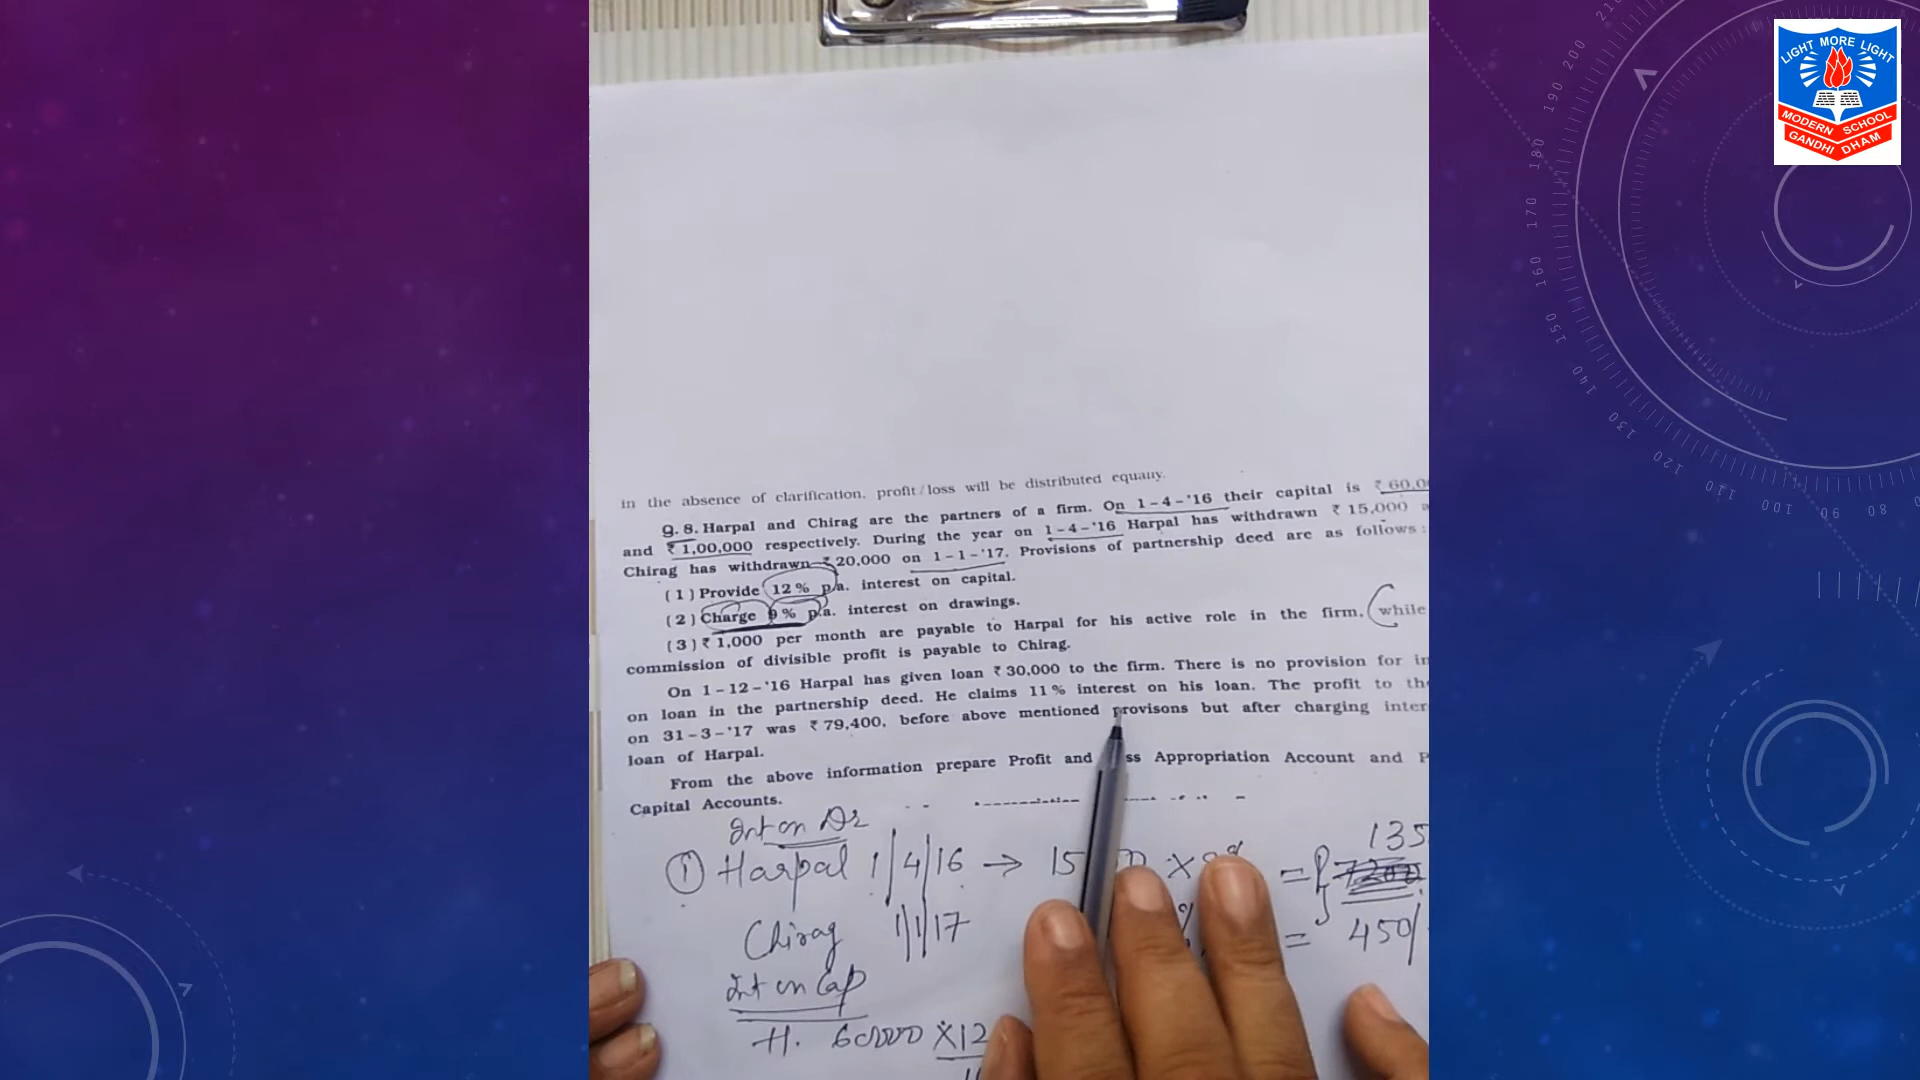 LIGHT MORE LIGHT
MODERN SCHOOL
GANDHI DHAM
in the absence of clarification, profit/loss will be distributed equally.
Q. 8. Harpal and Chirag are the partners of a firm. On 1-4-'16 their capital is ₹ 60,0
and ₹ 1,00,000 respectively. During the year on 1-4-'16 Harpal has withdrawn ₹ 15,000
Chirag has withdrawn ₹ 20,000 on 1-1-'17. Provisions of partnership deed are as follows :
(1) Provide 12% p.a. interest on capital.
(2) Charge 9% p.a. interest on drawings.
(3) ₹ 1,000 per month are payable to Harpal for his active role in the firm, while
commission of divisible profit is payable to Chirag.
On 1-12-'16 Harpal has given loan ₹ 30,000 to the firm. There is no provision for in
on loan in the partnership deed. He claims 11% interest on his loan. The profit to th
on 31-3-'17 was ₹ 79,400, before above mentioned provisons but after charging inter
loan of Harpal.
From the above information prepare Profit and ss Appropriation Account and P
Capital Accounts.
Int on Dr
① Harpal 1/4/16 → 15 × = 135
Chirag 1/1/17 % = 450/
Int on Cap
H. 60000 × 12